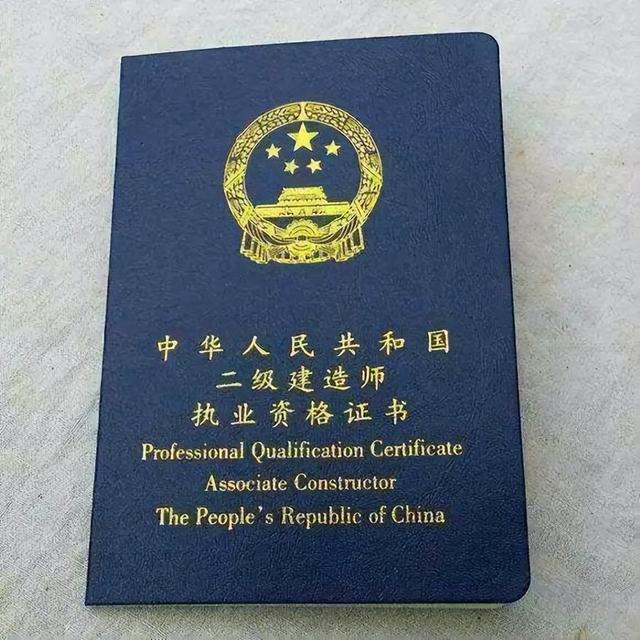 中华人民共和国
二级建造师
执业资格证书
Professional Qualification Certificate
Associate Constructor
The People's Republic of China